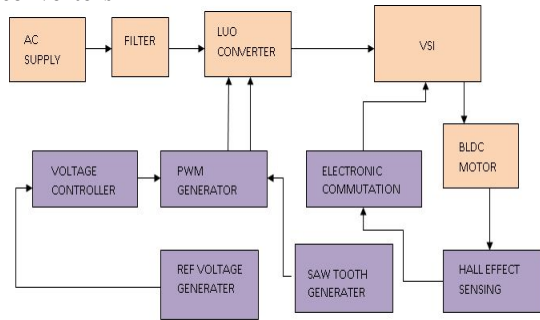 AC
SUPPLY
FILTER
LUO
CONVERTER
VSI
BLDC
MOTOR
VOLTAGE
CONTROLLER
PWM
GENERATOR
ELECTRONIC
COMMUTATION
REF VOLTAGE
GENERATER
SAW TOOTH
GENERATER
HALL EFFECT
SENSING